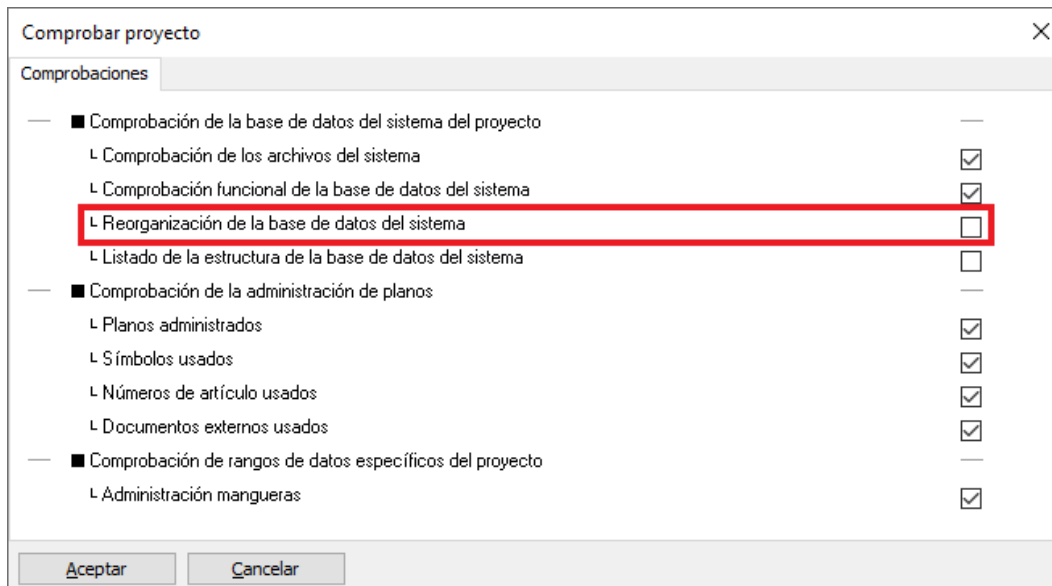 Comprobar proyecto
Comprobaciones
Comprobación de la base de datos del sistema del proyecto
Comprobación de los archivos del sistema
Comprobación funcional de la base de datos del sistema
Reorganización de la base de datos del sistema
Listado de la estructura de la base de datos del sistema
Comprobación de la administración de planos
Planos administrados
Símbolos usados
Números de artículo usados
Documentos externos usados
Comprobación de rangos de datos específicos del proyecto
Administración mangueras
Aceptar Cancelar